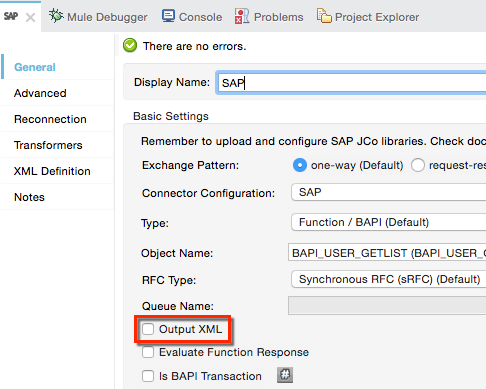 SAP Mule Debugger Console Problems Project Explorer
There are no errors.
General
Advanced
Reconnection
Transformers
XML Definition
Notes
Display Name: SAP
Basic Settings
Remember to upload and configure SAP JCo libraries. Check doc
Exchange Pattern: one-way (Default) request-res
Connector Configuration: SAP
Type: Function / BAPI (Default)
Object Name: BAPI_USER_GETLIST (BAPI_USER_G
RFC Type: Synchronous RFC (sRFC) (Default)
Queue Name:
Output XML
Evaluate Function Response
Is BAPI Transaction #